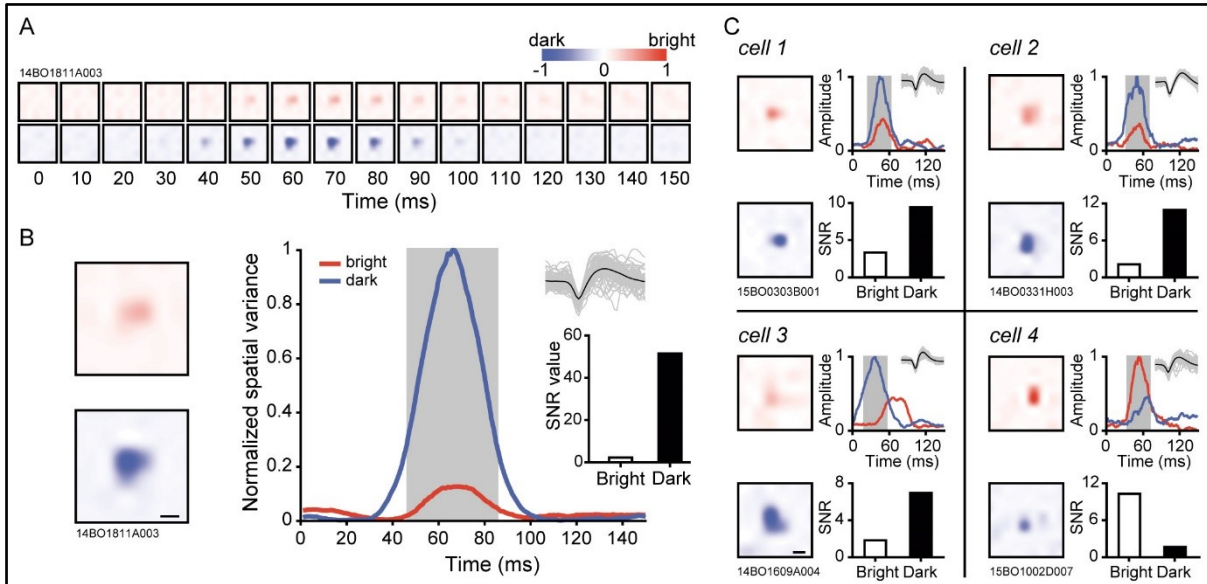 A
dark bright
-1 0 1
14BO1811A003
0 10 20 30 40 50 60 70 80 90 100 110 120 130 140 150
Time (ms)
B
14BO1811A003
Normalized spatial variance
1
0.8
0.6
0.4
0.2
0
bright
dark
0 20 40 60 80 100 120 140
Time (ms)
SNR value
60
40
20
0
Bright Dark
C
cell 1
Amplitude
1
0
0 60 120
Time (ms)
SNR
10
5
0
Bright Dark
15BO0303B001
cell 2
Amplitude
1
0
0 60 120
Time (ms)
SNR
12
6
0
Bright Dark
14BO0331H003
cell 3
Amplitude
1
0
0 60 120
Time (ms)
SNR
8
4
0
Bright Dark
14BO1609A004
cell 4
Amplitude
1
0
0 60 120
Time (ms)
SNR
12
6
0
Bright Dark
15BO1002D007